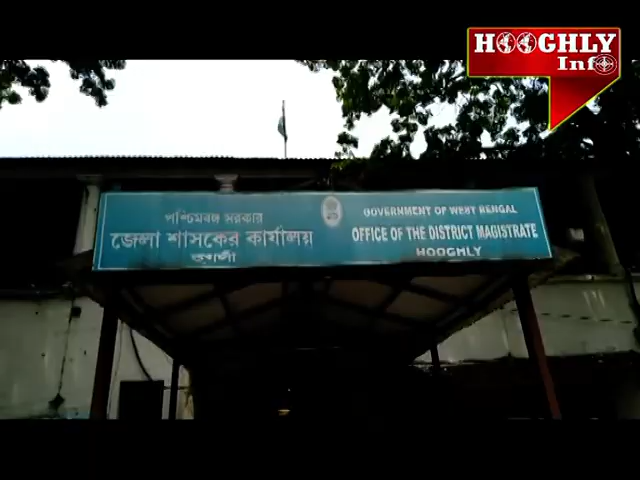 HOOGHLY
Info
পশ্চিমবঙ্গ সরকার
জেলা শাসকের কার্যালয়
হুগলী
GOVERNMENT OF WEST BENGAL
OFFICE OF THE DISTRICT MAGISTRATE
HOOGHLY